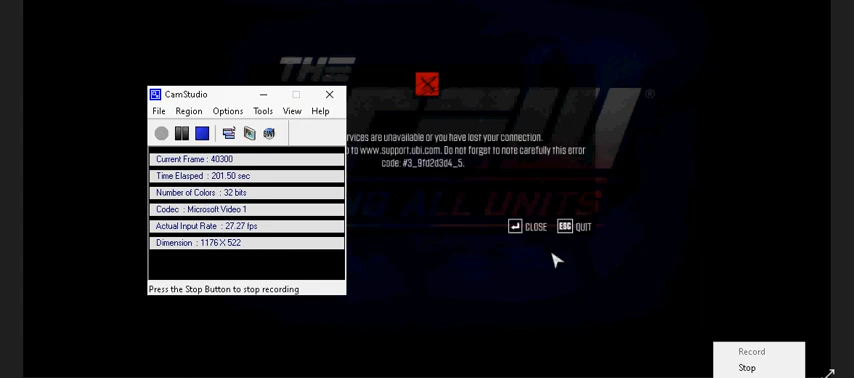 THE
®
CamStudio
File Region Options Tools View Help
Current Frame : 40300
Time Elasped : 201.50 sec
Number of Colors : 32 bits
Codec : Microsoft Video 1
Actual Input Rate : 27.27 fps
Dimension : 1176 X 522
Press the Stop Button to stop recording
rvices are unavailable or you have lost your connection.
to www.support.ubi.com. Do not forget to note carefully this error
code: #3_9fd2d3d4_5.
NG ALL UNITS
CLOSE ESC QUIT
Record
Stop